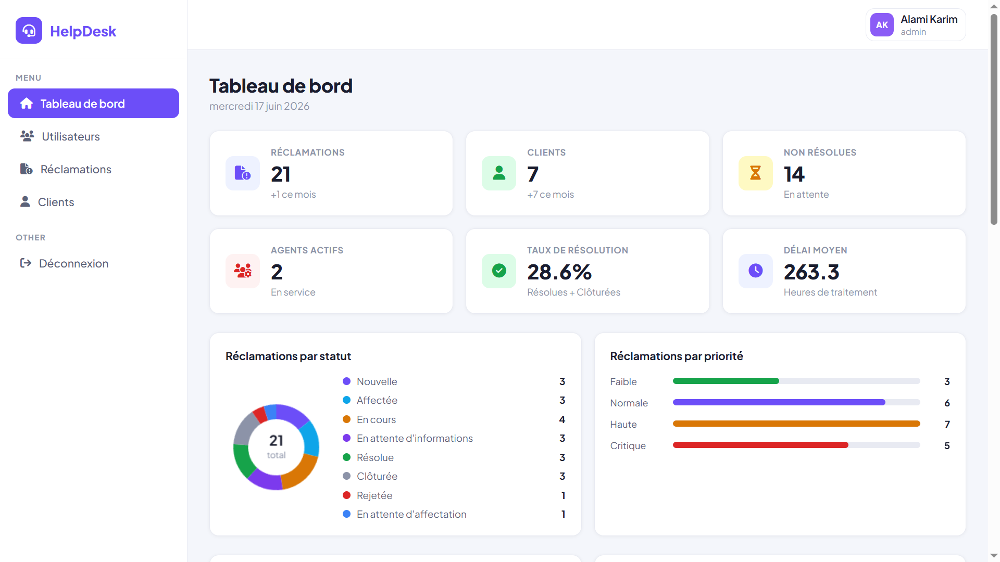 HelpDesk
AK
Alami Karim
admin
MENU
Tableau de bord
Utilisateurs
Réclamations
Clients
OTHER
Déconnexion
Tableau de bord
mercredi 17 juin 2026
RÉCLAMATIONS
21
+1 ce mois
CLIENTS
7
+7 ce mois
NON RÉSOLUES
14
En attente
AGENTS ACTIFS
2
En service
TAUX DE RÉSOLUTION
28.6%
Résolues + Clôturées
DÉLAI MOYEN
263.3
Heures de traitement
Réclamations par statut
21
total
Nouvelle 3
Affectée 3
En cours 4
En attente d'informations 3
Résolue 3
Clôturée 3
Rejetée 1
En attente d'affectation 1
Réclamations par priorité
Faible 3
Normale 6
Haute 7
Critique 5